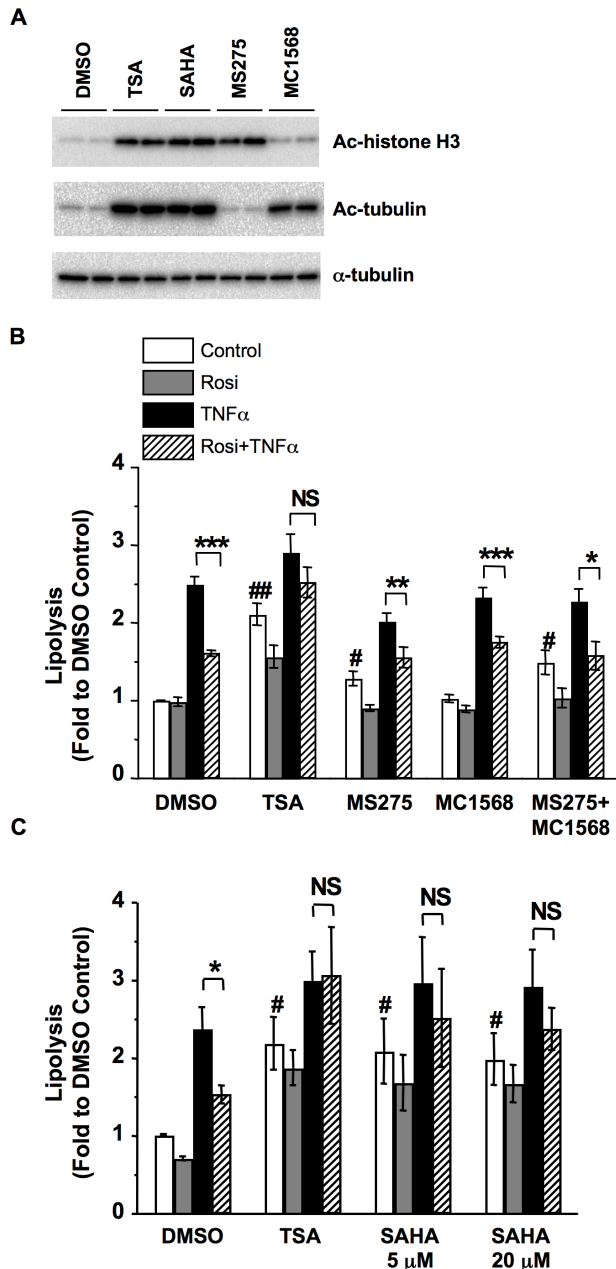 A
DMSO
TSA
SAHA
MS275
MC1568
Ac-histone H3
Ac-tubulin
α-tubulin
B
Control
Rosi
TNFα
Rosi+TNFα
Lipolysis
(Fold to DMSO Control)
4
3
2
1
0
***
##
NS
#
**
***
#
*
DMSO
TSA
MS275
MC1568
MS275+
MC1568
C
Lipolysis
(Fold to DMSO Control)
4
3
2
1
0
*
#
NS
#
NS
#
NS
DMSO
TSA
SAHA
5 μM
SAHA
20 μM